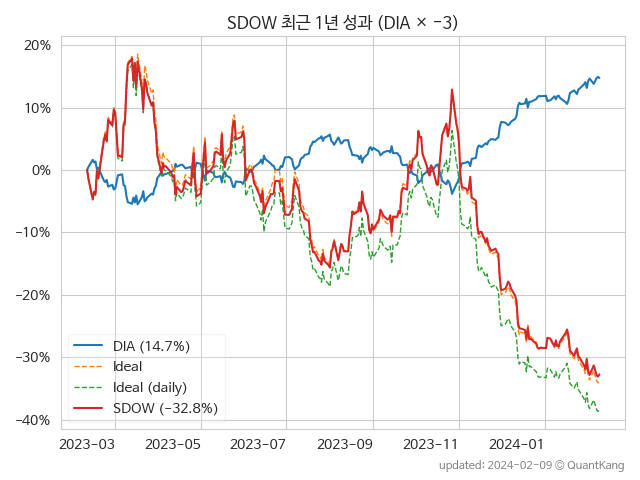 SDOW 최근 1년 성과 (DIA × −3)
20%
10%
0%
−10%
−20%
−30%
−40%
DIA (14.7%)
Ideal
Ideal (daily)
SDOW (−32.8%)
2023−03
2023−05
2023−07
2023−09
2023−11
2024−01
updated: 2024-02-09 © QuantKang